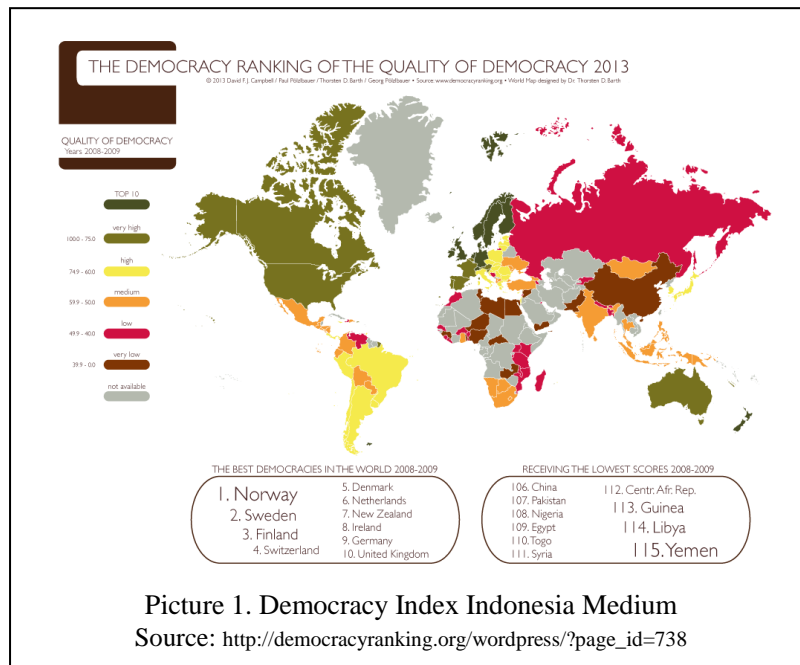 THE DEMOCRACY RANKING OF THE QUALITY OF DEMOCRACY 2013
© 2013 David F.J. Campbell / Paul Pölzlbauer / Thorsten D. Barth / Georg Pölzlbauer • Source: www.democracyranking.org • World Map designed by Dr. Thorsten D. Barth
QUALITY OF DEMOCRACY
Years 2008-2009
TOP 10
very high
100.0 - 75.0
high
74.9 - 60.0
medium
59.9 - 50.0
low
49.9 - 40.0
very low
39.9 - 0.0
not available
THE BEST DEMOCRACIES IN THE WORLD 2008-2009
1. Norway
2. Sweden
3. Finland
4. Switzerland
5. Denmark
6. Netherlands
7. New Zealand
8. Ireland
9. Germany
10. United Kingdom
RECEIVING THE LOWEST SCORES 2008-2009
106. China
107. Pakistan
108. Nigeria
109. Egypt
110. Togo
111. Syria
112. Centr. Afr. Rep.
113. Guinea
114. Libya
115. Yemen
Picture 1. Democracy Index Indonesia Medium
Source: http://democracyranking.org/wordpress/?page_id=738